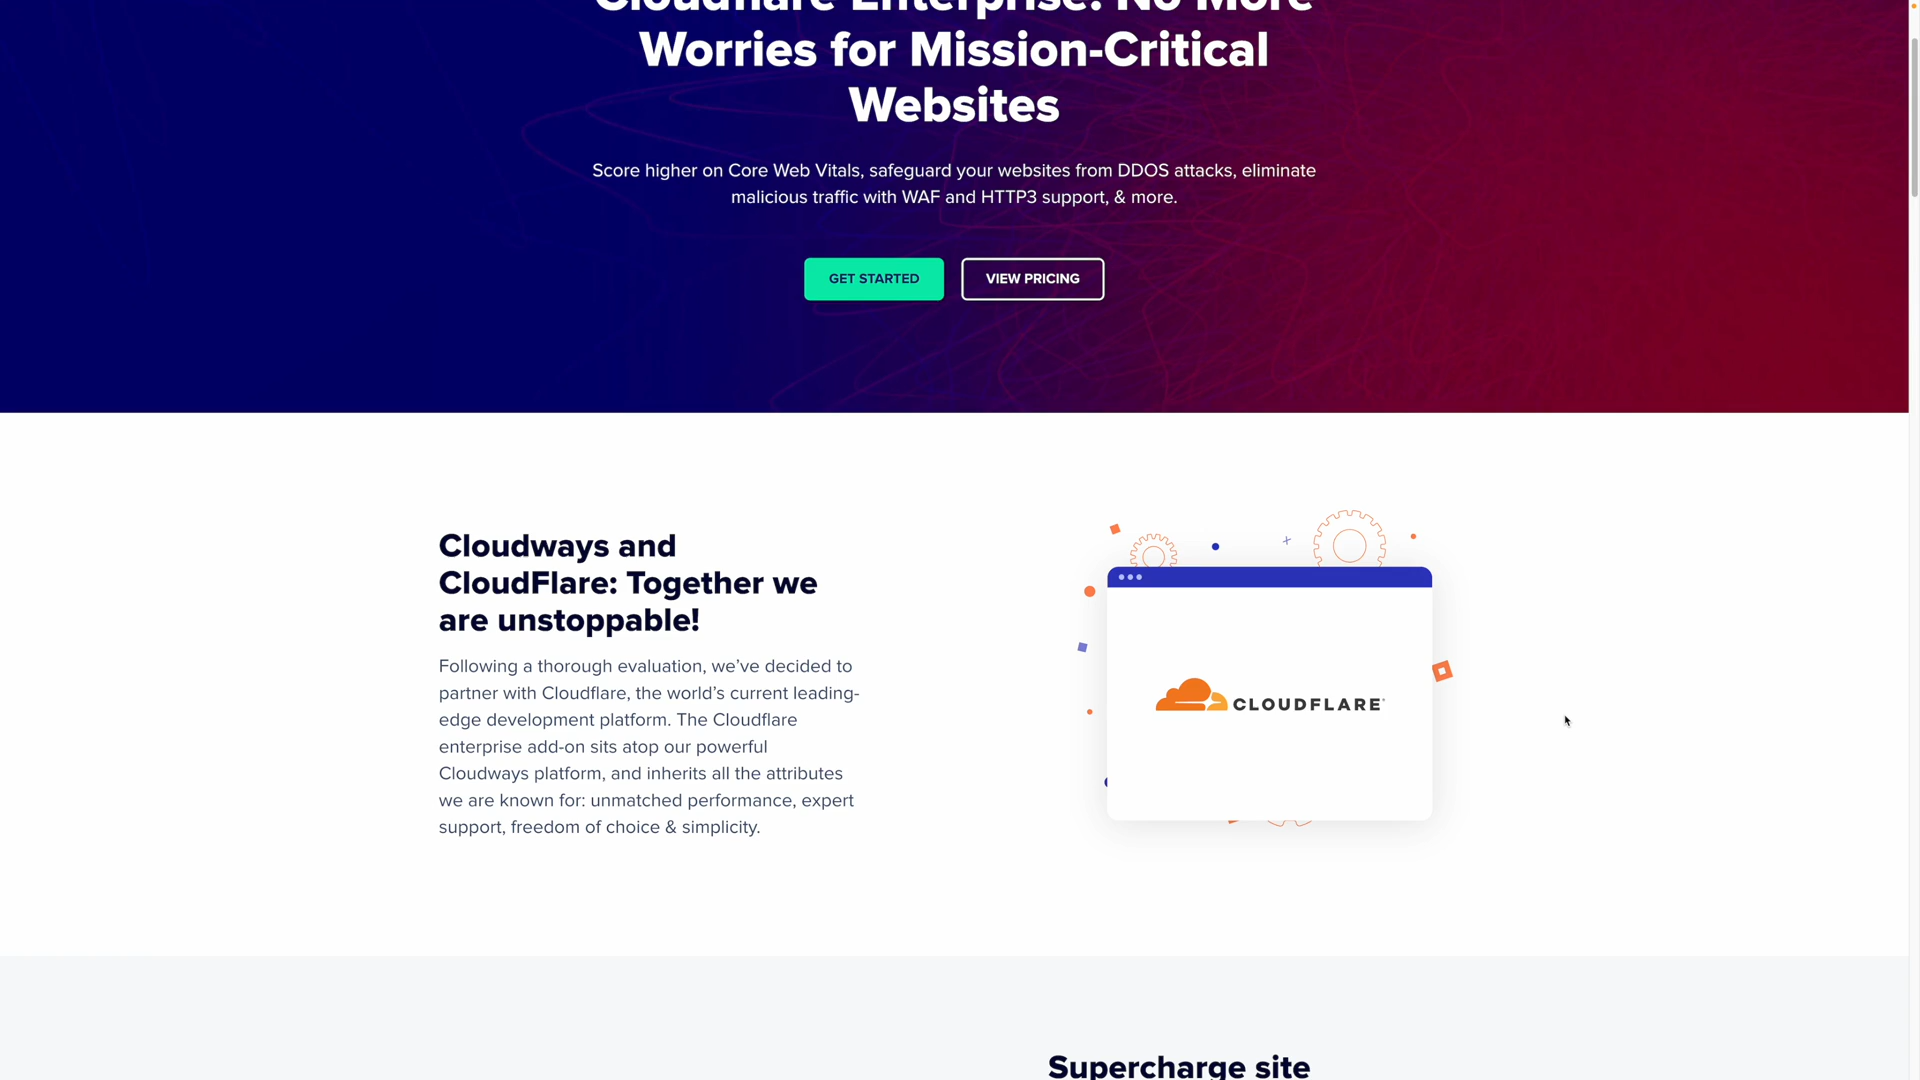 Cloudflare Enterprise: No More
Worries for Mission-Critical
Websites
Score higher on Core Web Vitals, safeguard your websites from DDOS attacks, eliminate
malicious traffic with WAF and HTTP3 support, & more.
GET STARTED
VIEW PRICING
Cloudways and
CloudFlare: Together we
are unstoppable!
Following a thorough evaluation, we’ve decided to
partner with Cloudflare, the world’s current leading-
edge development platform. The Cloudflare
enterprise add-on sits atop our powerful
Cloudways platform, and inherits all the attributes
we are known for: unmatched performance, expert
support, freedom of choice & simplicity.
CLOUDFLARE
Supercharge site